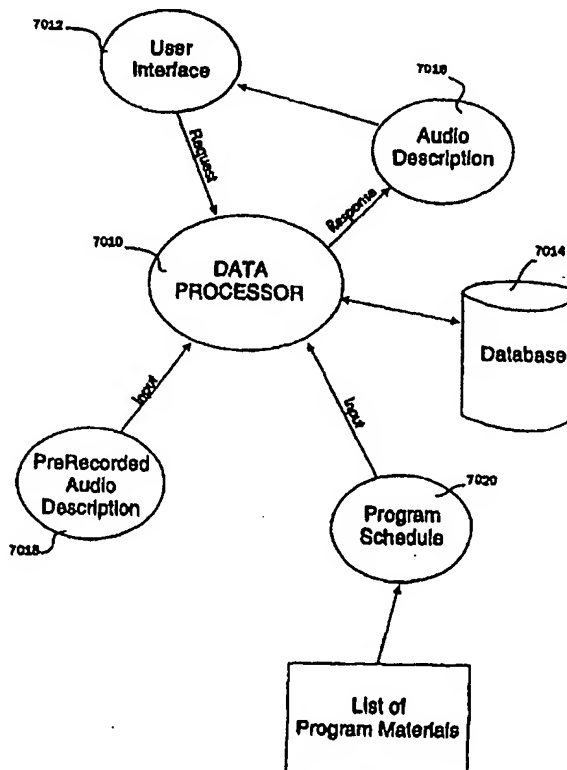 7012
User
Interface
7016
Audio
Description
Request
Response
7010
DATA
PROCESSOR
7014
Database
Input
Input
PreRecorded
Audio
Description
7018
7020
Program
Schedule
List of
Program Materials